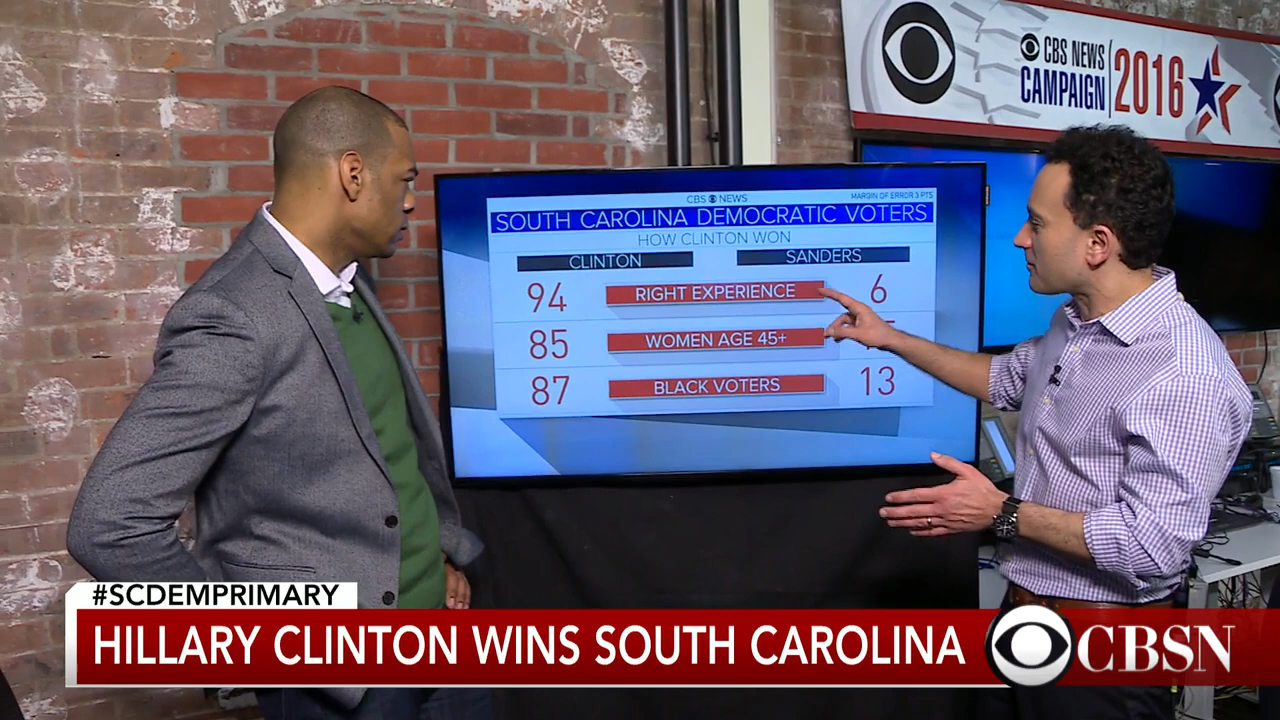 CBS NEWS
CAMPAIGN
2016
CBS NEWS
MARGIN OF ERROR 3 PTS
SOUTH CAROLINA DEMOCRATIC VOTERS
HOW CLINTON WON
CLINTON
SANDERS
94 RIGHT EXPERIENCE 6
85 WOMEN AGE 45+
87 BLACK VOTERS 13
#SCDEMPRIMARY
HILLARY CLINTON WINS SOUTH CAROLINA
CBSN